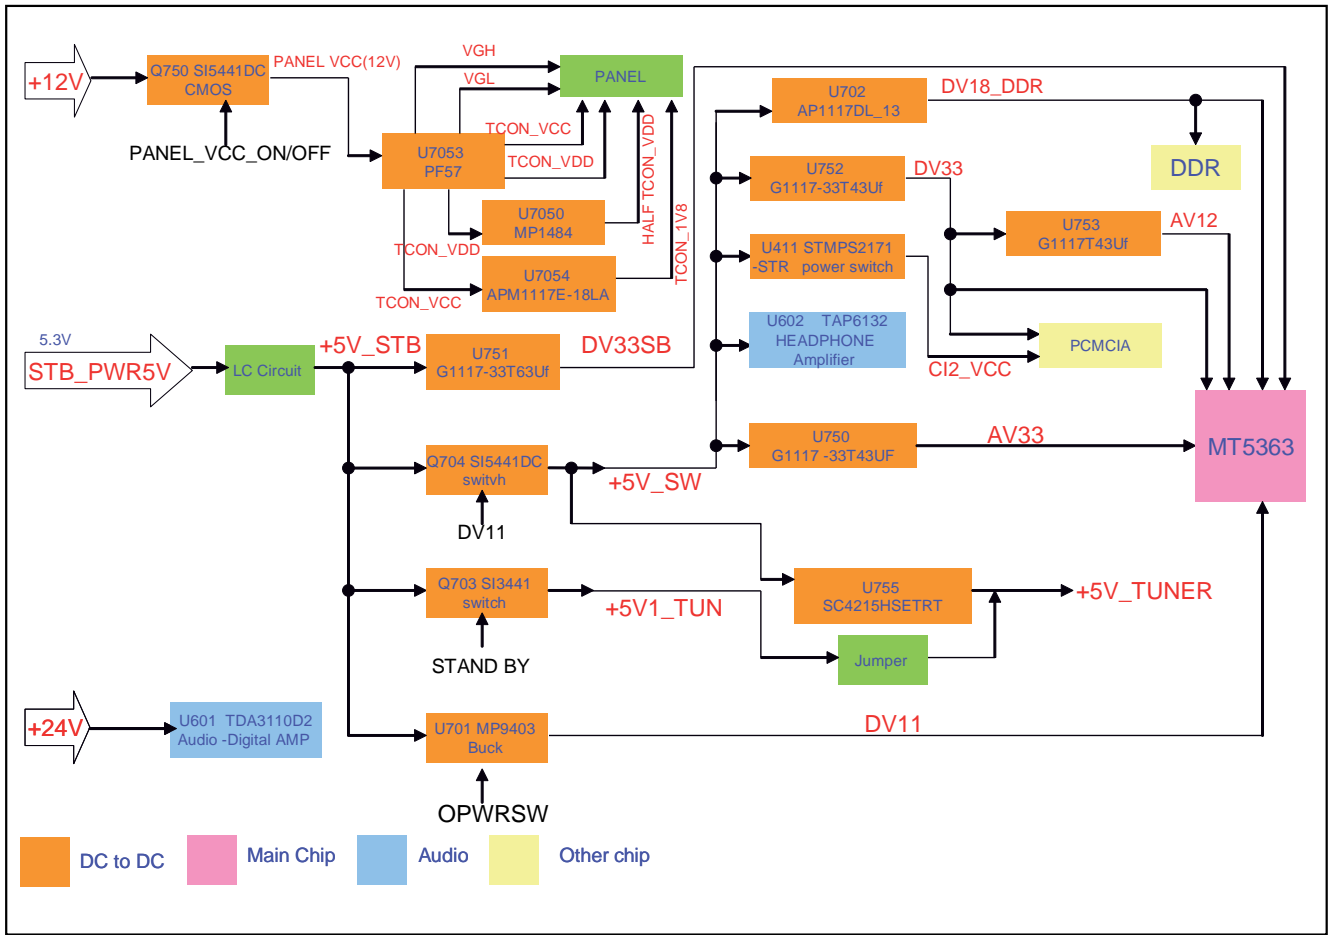 +12V
Q750 SI5441DC
CMOS
PANEL VCC(12V)
PANEL_VCC_ON/OFF
VGH
VGL
PANEL
U7053
PF57
TCON_VCC
TCON_VDD
HALF TCON_VDD
TCON_1V8
U7050
MP1484
TCON_VDD
U7054
APM1117E-18LA
TCON_VCC
U702
AP1117DL_13
DV18_DDR
DDR
U752
G1117-33T43Uf
DV33
U753
G1117T43Uf
AV12
U411 STMPS2171
-STR power switch
U602 TAP6132
HEADPHONE
Amplifier
PCMCIA
CI2_VCC
5.3V
STB_PWR5V
LC Circuit
+5V_STB
U751
G1117-33T63Uf
DV33SB
U750
G1117 -33T43UF
AV33
MT5363
Q704 SI5441DC
switvh
+5V_SW
DV11
Q703 SI3441
switch
+5V1_TUN
STAND BY
U755
SC4215HSETRT
+5V_TUNER
Jumper
+24V
U601 TDA3110D2
Audio -Digital AMP
U701 MP9403
Buck
DV11
OPWRSW
DC to DC
Main Chip
Audio
Other chip